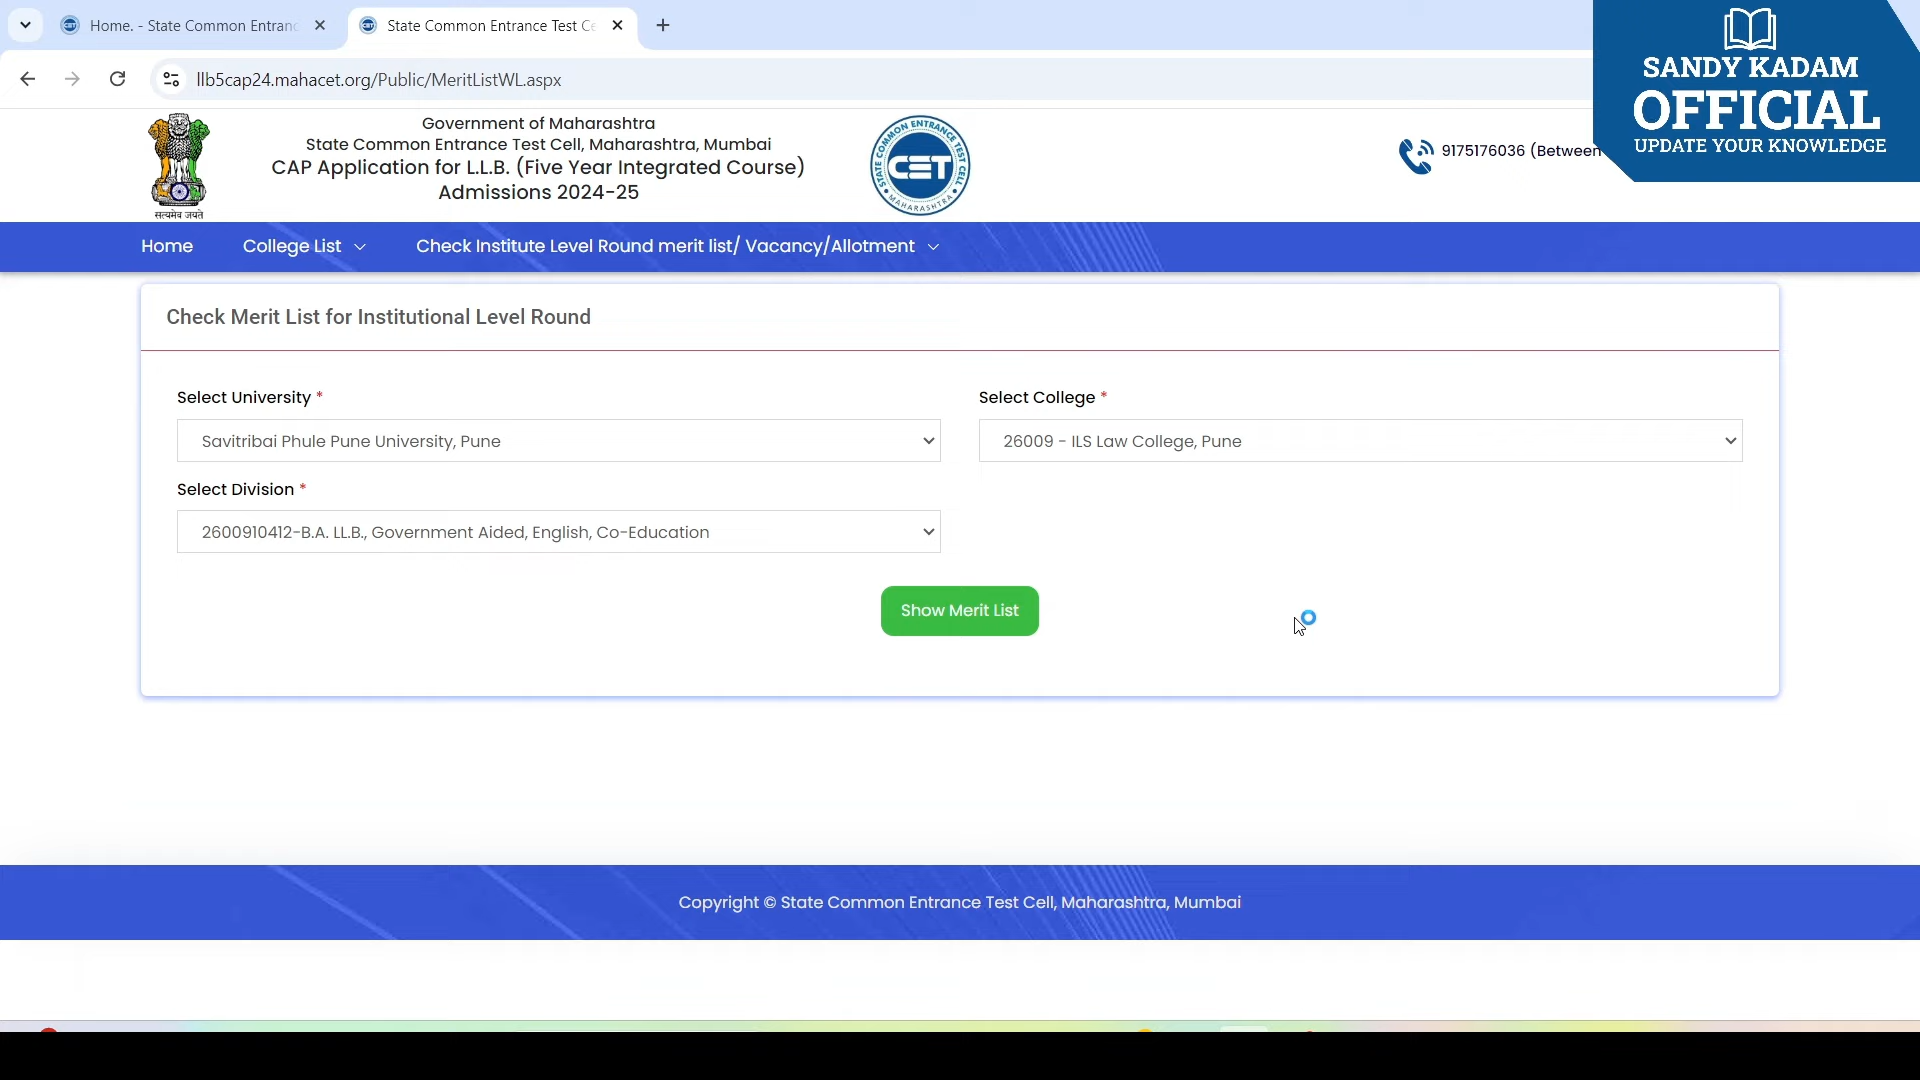 Home. - State Common Entran
State Common Entrance Test Ce
llb5cap24.mahacet.org/Public/MeritListWL.aspx
SANDY KADAM
OFFICIAL
UPDATE YOUR KNOWLEDGE
सत्यमेव जयते
Government of Maharashtra
State Common Entrance Test Cell, Maharashtra, Mumbai
CAP Application for L.L.B. (Five Year Integrated Course)
Admissions 2024-25
STATE COMMON ENTRANCE TEST CELL
CET
MAHARASHTRA
9175176036 (Between
Home
College List
Check Institute Level Round merit list/ Vacancy/Allotment
Check Merit List for Institutional Level Round
Select University *
Select College *
Savitribai Phule Pune University, Pune
26009 - ILS Law College, Pune
Select Division *
2600910412-B.A. LL.B., Government Aided, English, Co-Education
Show Merit List
Copyright © State Common Entrance Test Cell, Maharashtra, Mumbai